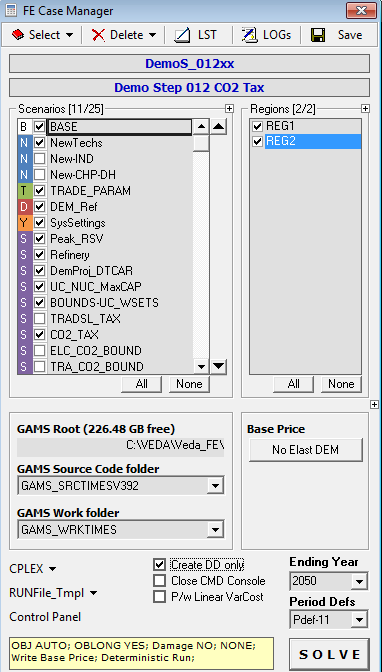 FE Case Manager
Select Delete LST LOGs Save
DemoS_012xx
Demo Step 012 CO2 Tax
Scenarios [11/25]
B BASE
N NewTechs
N New-IND
N New-CHP-DH
T TRADE_PARAM
D DEM_Ref
Y SysSettings
S Peak_RSV
S Refinery
S DemProj_DTCAR
S UC_NUC_MaxCAP
S BOUNDS-UC_WSETS
S TRADSL_TAX
S CO2_TAX
S ELC_CO2_BOUND
S TRA_CO2_BOUND
All None
Regions [2/2]
REG1
REG2
All None
GAMS Root (226.48 GB free)
C:\VEDA\Veda_FE\
GAMS Source Code folder
GAMS_SRCTIMESV392
GAMS Work folder
GAMS_WRKTIMES
Base Price
No Elast DEM
CPLEX
RUNFile_Tmpl
Control Panel
Create DD only
Close CMD Console
P/w Linear VarCost
Ending Year
2050
Period Defs
Pdef-11
OBJ AUTO; OBLONG YES; Damage NO; NONE;
Write Base Price; Deterministic Run;
SOLVE